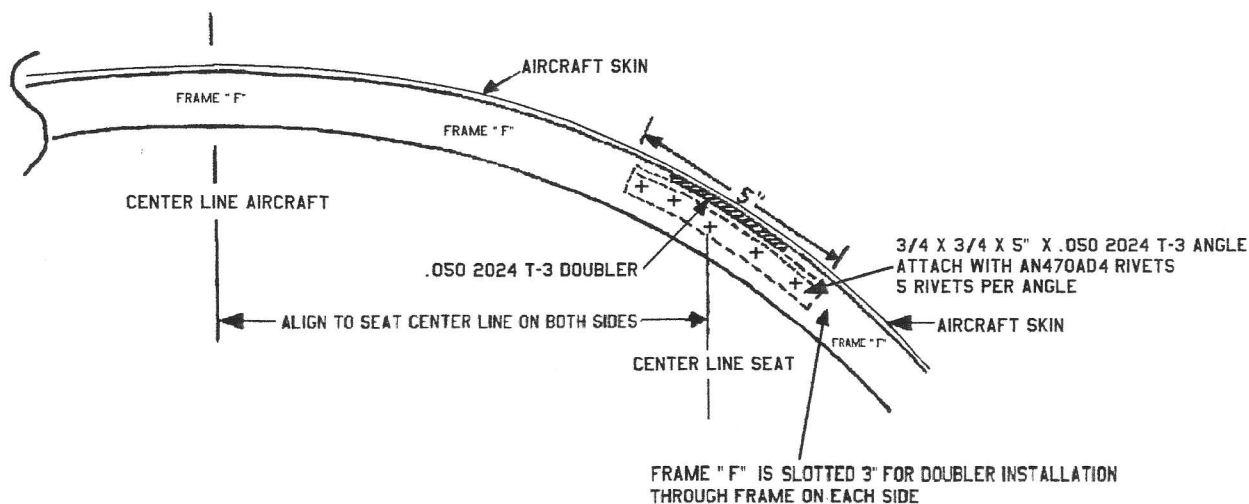 AIRCRAFT SKIN
FRAME "F"
FRAME "F"
5"
CENTER LINE AIRCRAFT
3/4 X 3/4 X 5" X .050 2024 T-3 ANGLE
ATTACH WITH AN470AD4 RIVETS
5 RIVETS PER ANGLE
.050 2024 T-3 DOUBLER
ALIGN TO SEAT CENTER LINE ON BOTH SIDES
AIRCRAFT SKIN
FRAME "F"
CENTER LINE SEAT
FRAME "F" IS SLOTTED 3" FOR DOUBLER INSTALLATION
THROUGH FRAME ON EACH SIDE